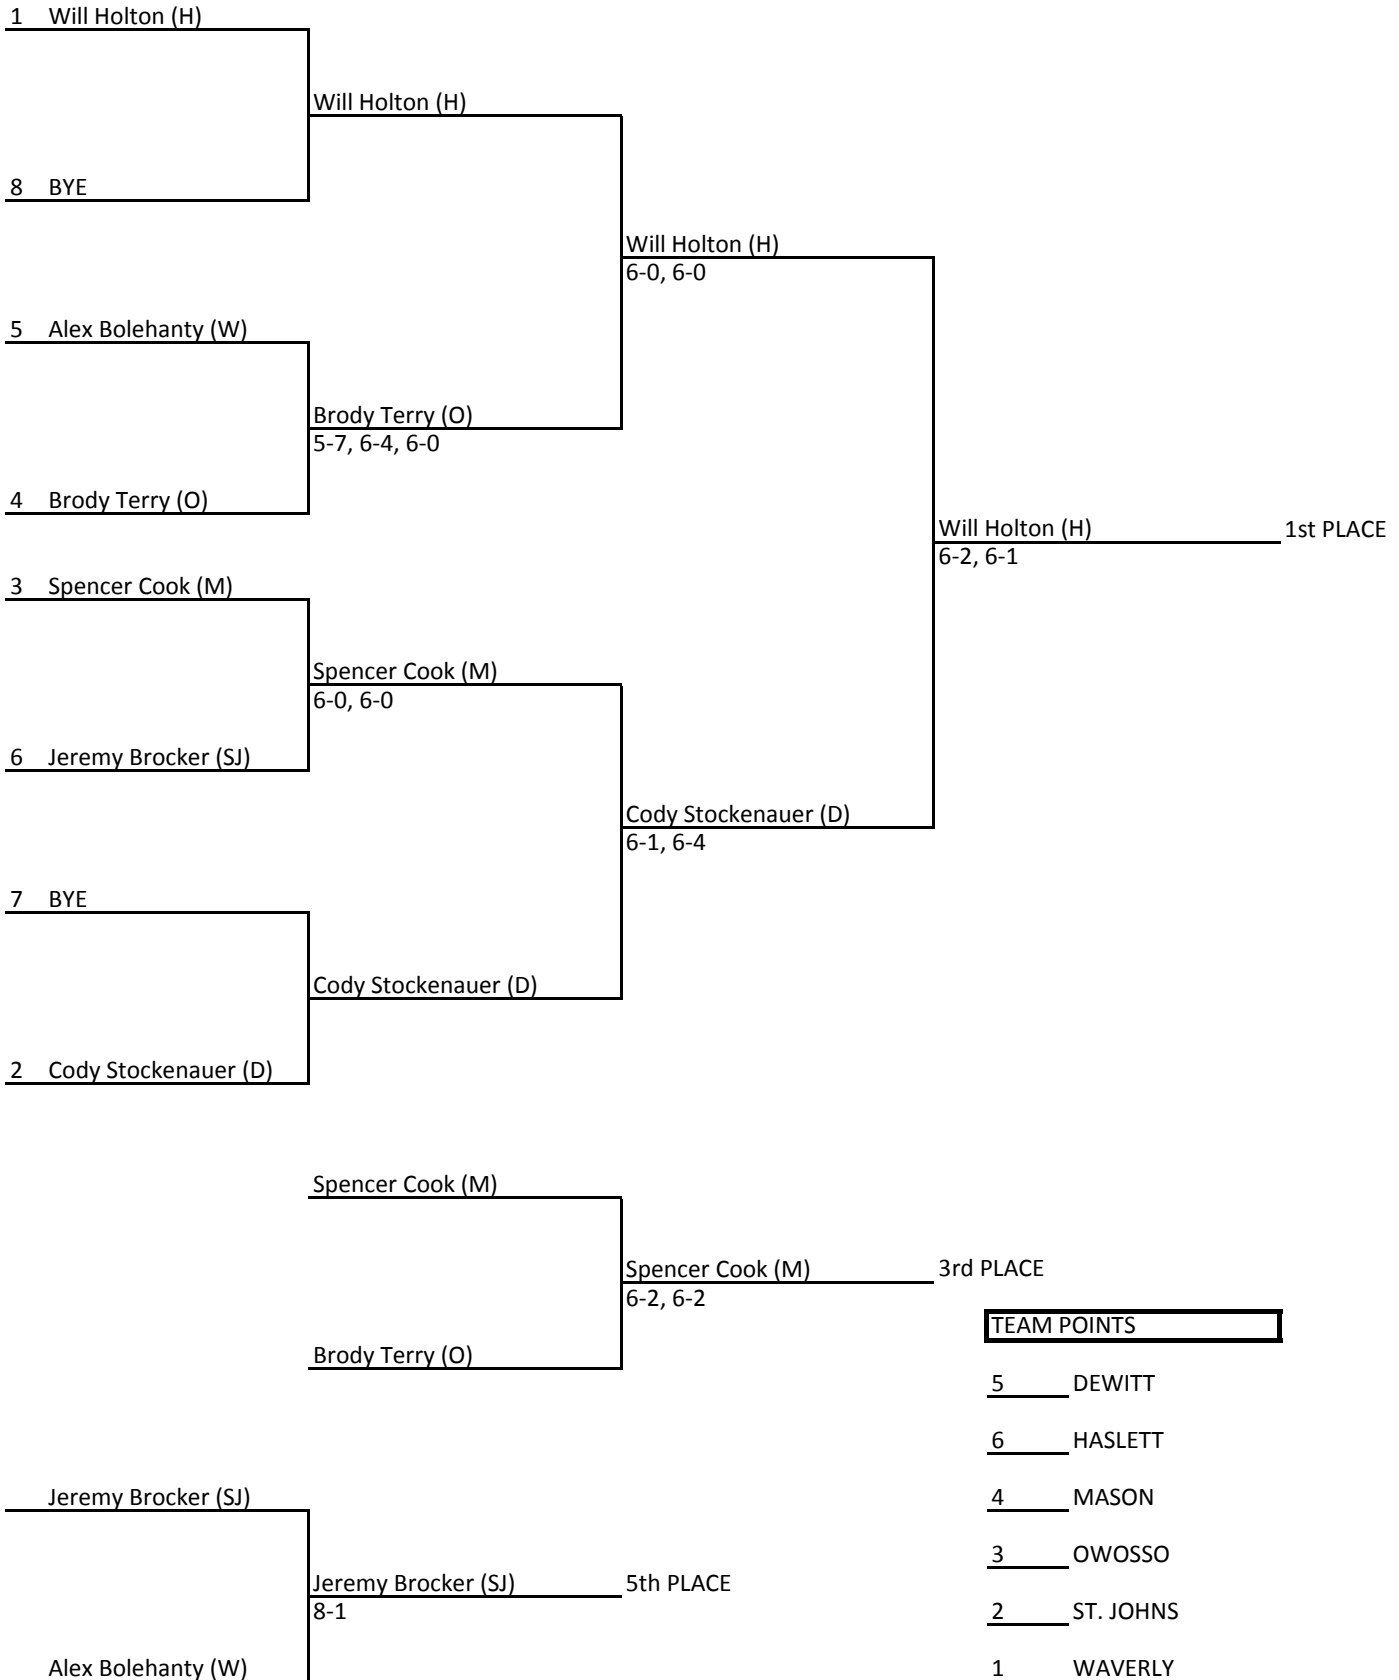 1 Will Holton (H)
Will Holton (H)
8 BYE
Will Holton (H)
6-0, 6-0
5 Alex Bolehanty (W)
Brody Terry (O)
5-7, 6-4, 6-0
4 Brody Terry (O)
Will Holton (H) 1st PLACE
6-2, 6-1
3 Spencer Cook (M)
Spencer Cook (M)
6-0, 6-0
6 Jeremy Brocker (SJ)
Cody Stockenauer (D)
6-1, 6-4
7 BYE
Cody Stockenauer (D)
2 Cody Stockenauer (D)
Spencer Cook (M)
Spencer Cook (M) 3rd PLACE
6-2, 6-2
Brody Terry (O)
TEAM POINTS
5 DEWITT
6 HASLETT
4 MASON
3 OWOSSO
2 ST. JOHNS
1 WAVERLY
Jeremy Brocker (SJ)
Jeremy Brocker (SJ) 5th PLACE
8-1
Alex Bolehanty (W)